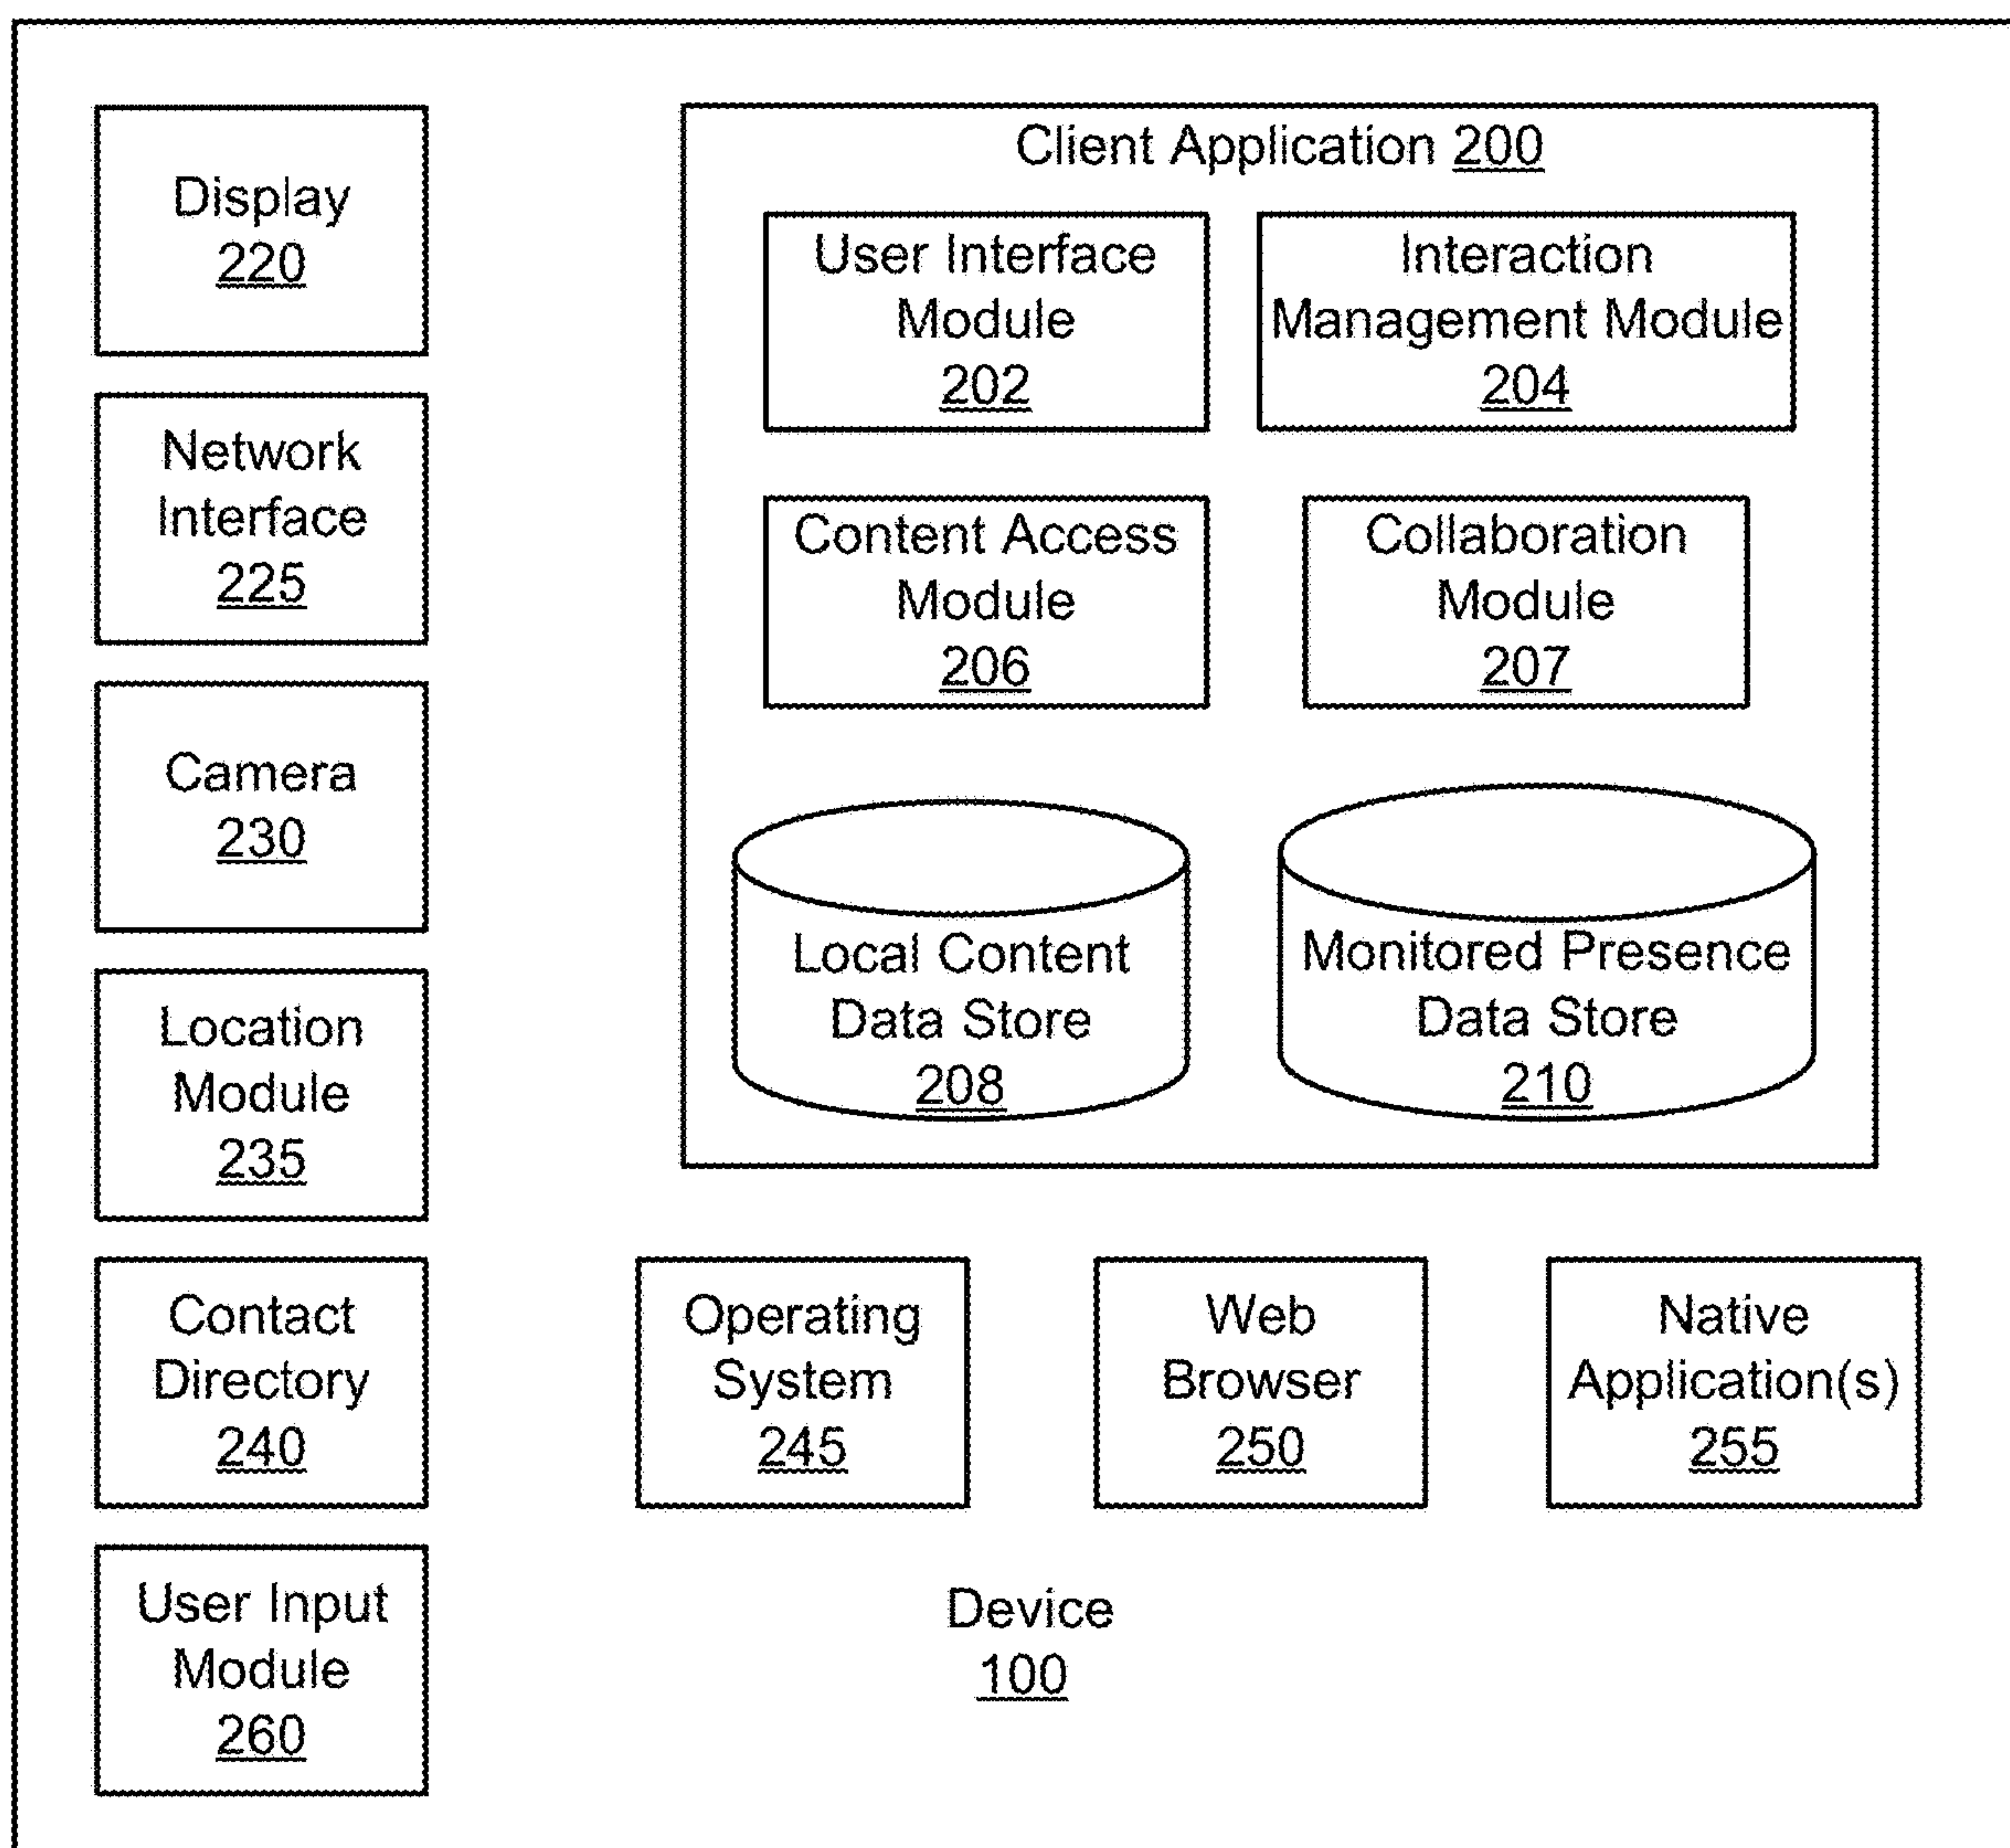 Display
220
Network
Interface
225
Camera
230
Location
Module
235
Contact
Directory
240
User Input
Module
260
Client Application 200
User Interface
Module
202
Interaction
Management Module
204
Content Access
Module
206
Collaboration
Module
207
Local Content
Data Store
208
Monitored Presence
Data Store
210
Operating
System
245
Web
Browser
250
Native
Application(s)
255
Device
100